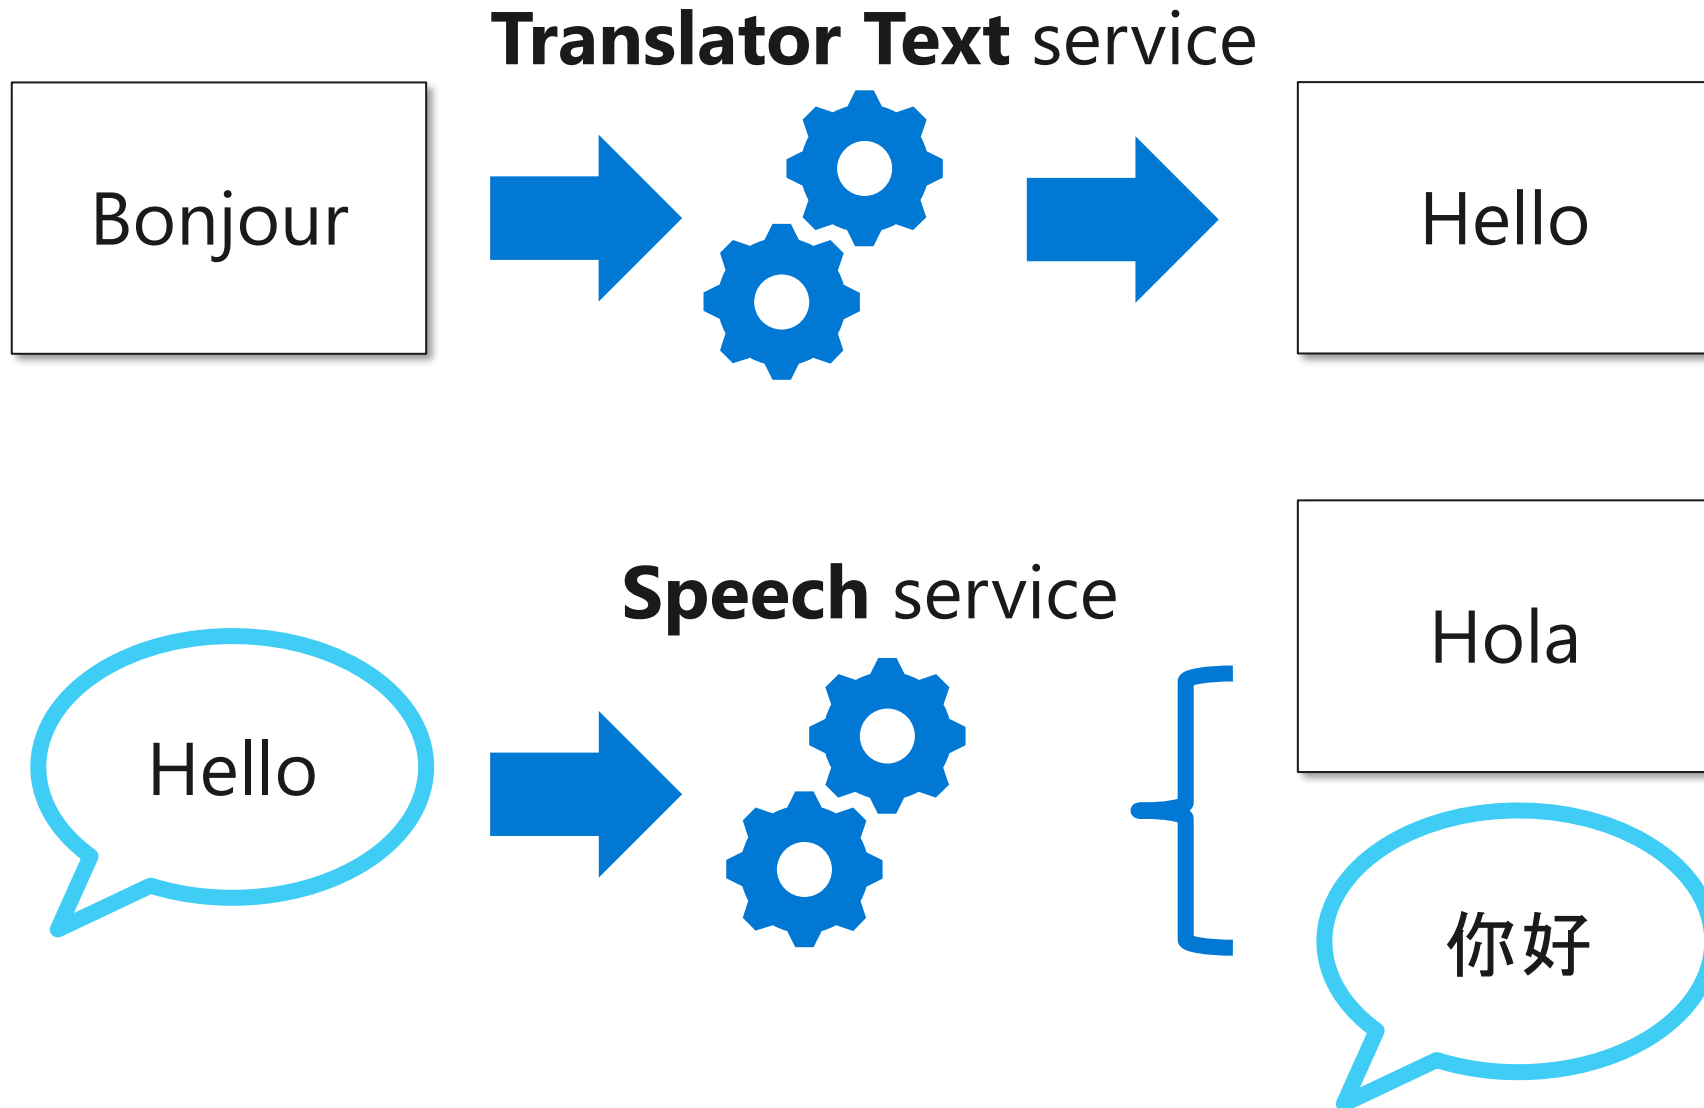 Translator Text service
Bonjour
Hello
Speech service
Hello
Hola
你好